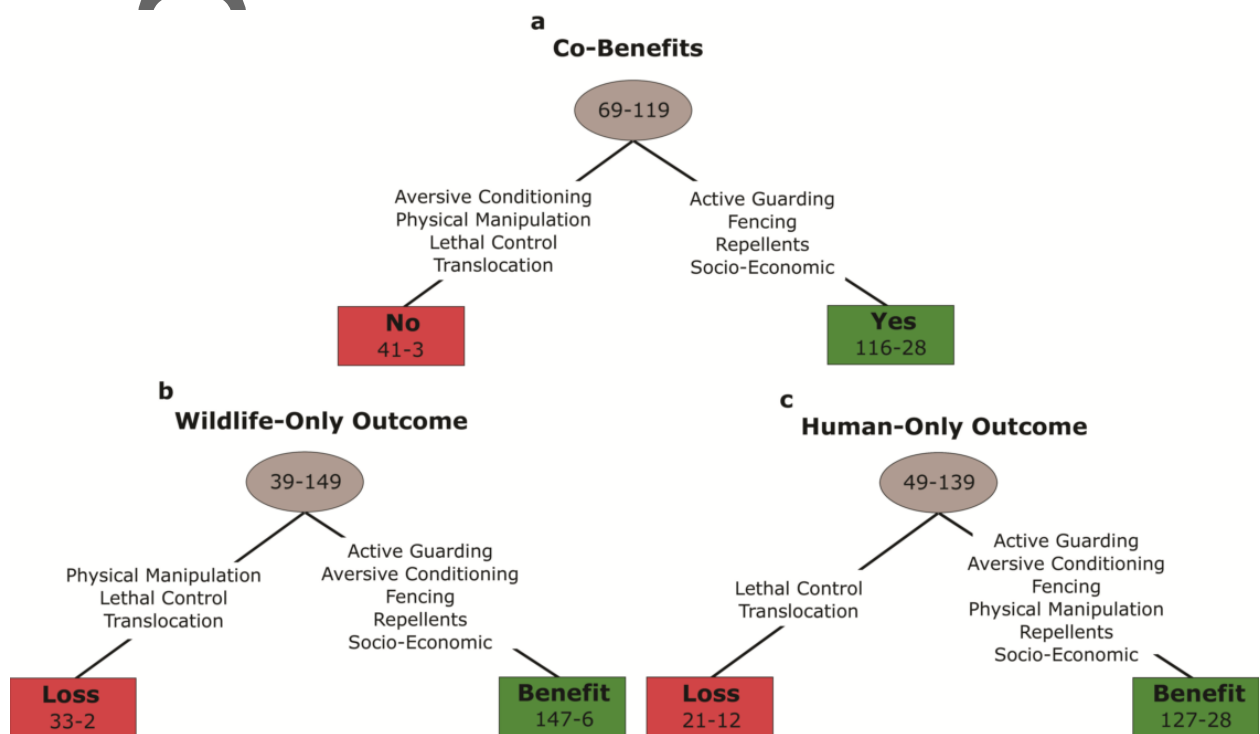 a
Co-Benefits
69-119
Aversive Conditioning
Physical Manipulation
Lethal Control
Translocation
Active Guarding
Fencing
Repellents
Socio-Economic
No
41-3
Yes
116-28
b
Wildlife-Only Outcome
39-149
Physical Manipulation
Lethal Control
Translocation
Active Guarding
Aversive Conditioning
Fencing
Repellents
Socio-Economic
Loss
33-2
Benefit
147-6
c
Human-Only Outcome
49-139
Lethal Control
Translocation
Active Guarding
Aversive Conditioning
Fencing
Physical Manipulation
Repellents
Socio-Economic
Loss
21-12
Benefit
127-28